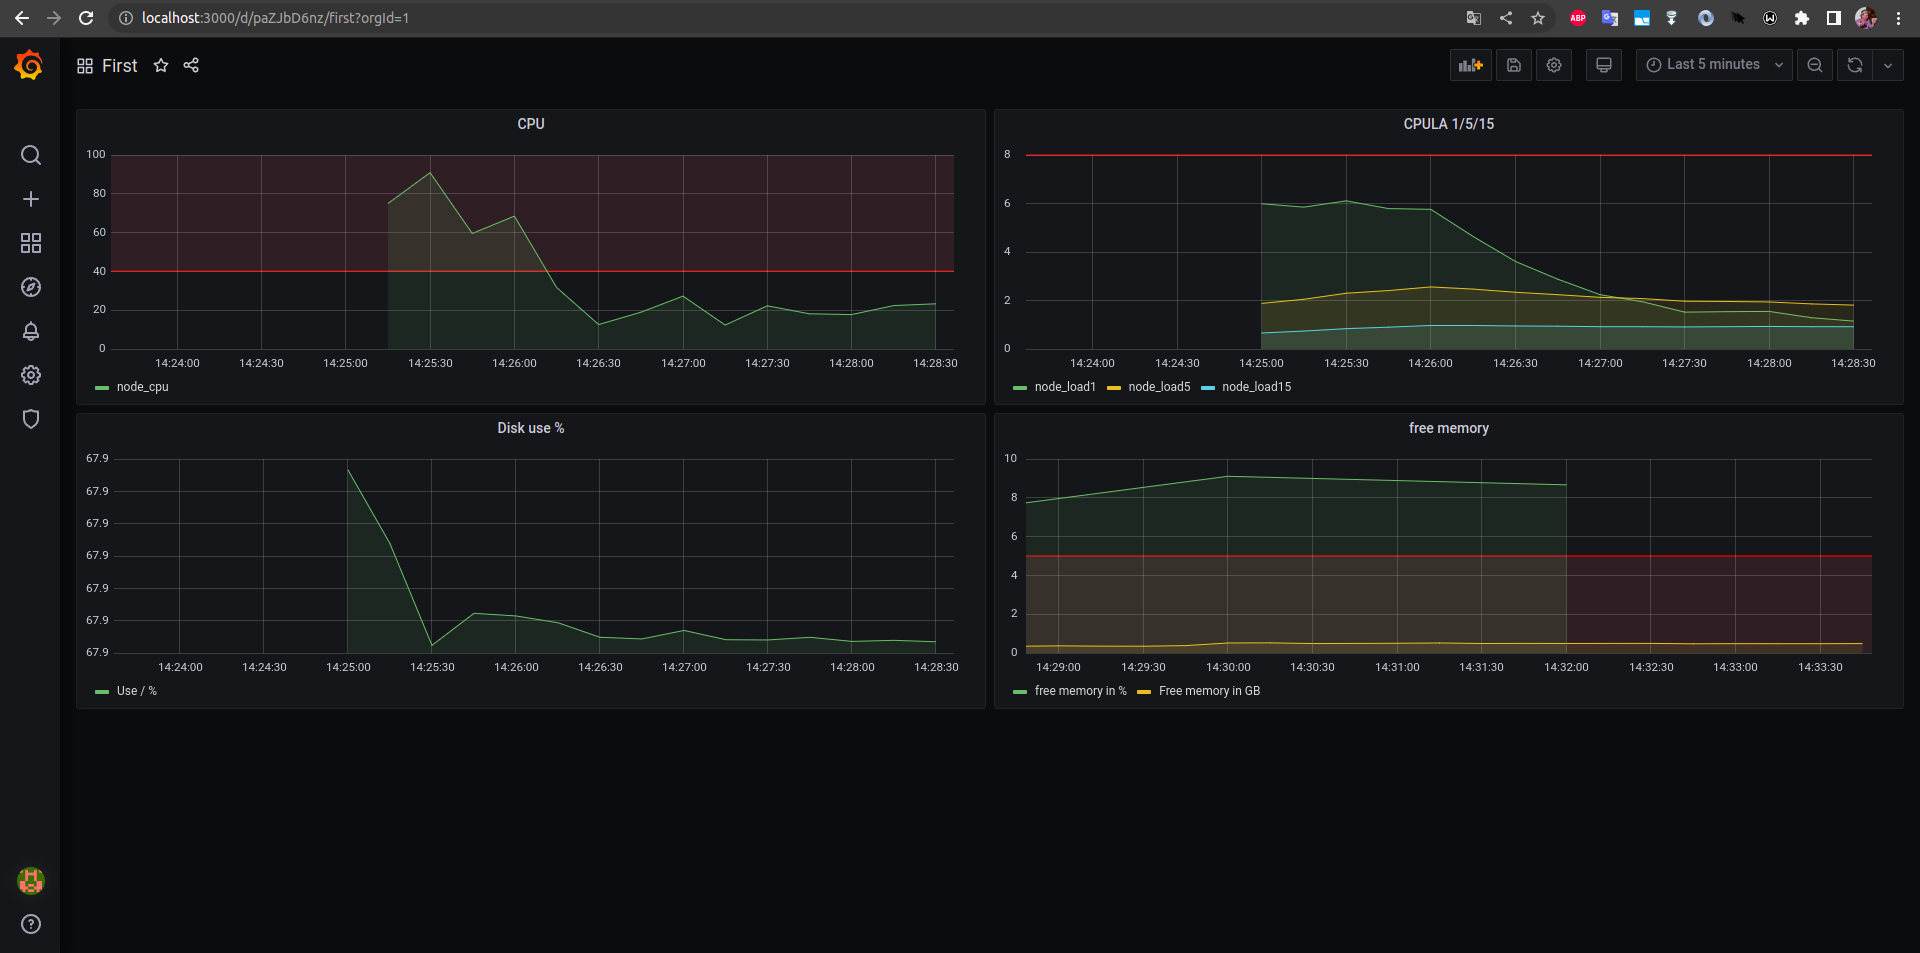 localhost:3000/d/paZJbD6nz/first?orgId=1
ABP
First
Last 5 minutes
CPU
100
80
60
40
20
0
14:24:00 14:24:30 14:25:00 14:25:30 14:26:00 14:26:30 14:27:00 14:27:30 14:28:00 14:28:30
node_cpu
CPULA 1/5/15
8
6
4
2
0
14:24:00 14:24:30 14:25:00 14:25:30 14:26:00 14:26:30 14:27:00 14:27:30 14:28:00 14:28:30
node_load1 node_load5 node_load15
Disk use %
67.9
67.9
67.9
67.9
67.9
67.9
67.9
14:24:00 14:24:30 14:25:00 14:25:30 14:26:00 14:26:30 14:27:00 14:27:30 14:28:00 14:28:30
Use / %
free memory
10
8
6
4
2
0
14:29:00 14:29:30 14:30:00 14:30:30 14:31:00 14:31:30 14:32:00 14:32:30 14:33:00 14:33:30
free memory in % Free memory in GB